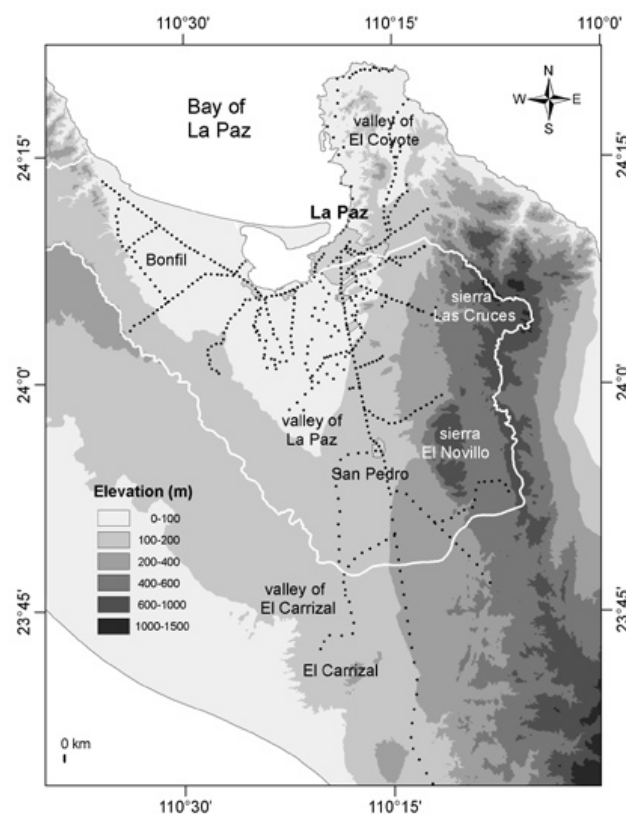 110°30'
110°15'
110°0'
N
W
E
S
Bay of
La Paz
valley of
El Coyote
24°15'
24°15'
La Paz
Bonfil
sierra
Las Cruces
24°0'
24°0'
valley of
La Paz
sierra
El Novillo
San Pedro
Elevation (m)
0-100
100-200
200-400
400-600
600-1000
1000-1500
valley of
El Carrizal
23°45'
23°45'
El Carrizal
0 km
110°30'
110°15'
110°0'